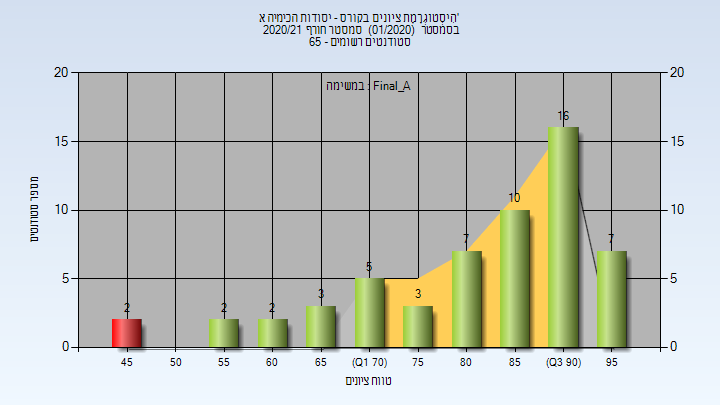 הִיסְטוֹגְרָמַת ציונים בקורס - יסודות הכימיה א'
בסמסטר (01/2020) סמסטר חורף 2020/21
סטודנטים רשומים - 65
במשימה : Final_A
20 20
15 15
10 10
5 5
0 0
מספר סטודנטים
2 2 2 3 5 3 7 10 16 7
45 50 55 60 65 (Q1 70) 75 80 85 (Q3 90) 95
טווח ציונים